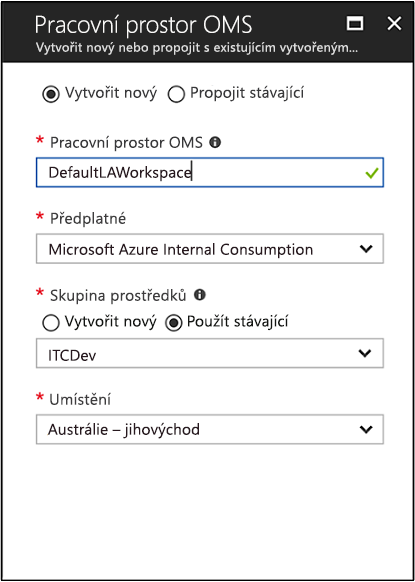 Pracovní prostor OMS
Vytvořit nový nebo propojit s existujícím vytvořeným...
Vytvořit nový Propojit stávající
* Pracovní prostor OMS
DefaultLAWorkspace
* Předplatné
Microsoft Azure Internal Consumption
* Skupina prostředků
Vytvořit nový Použít stávající
ITCDev
* Umístění
Austrálie – jihovýchod